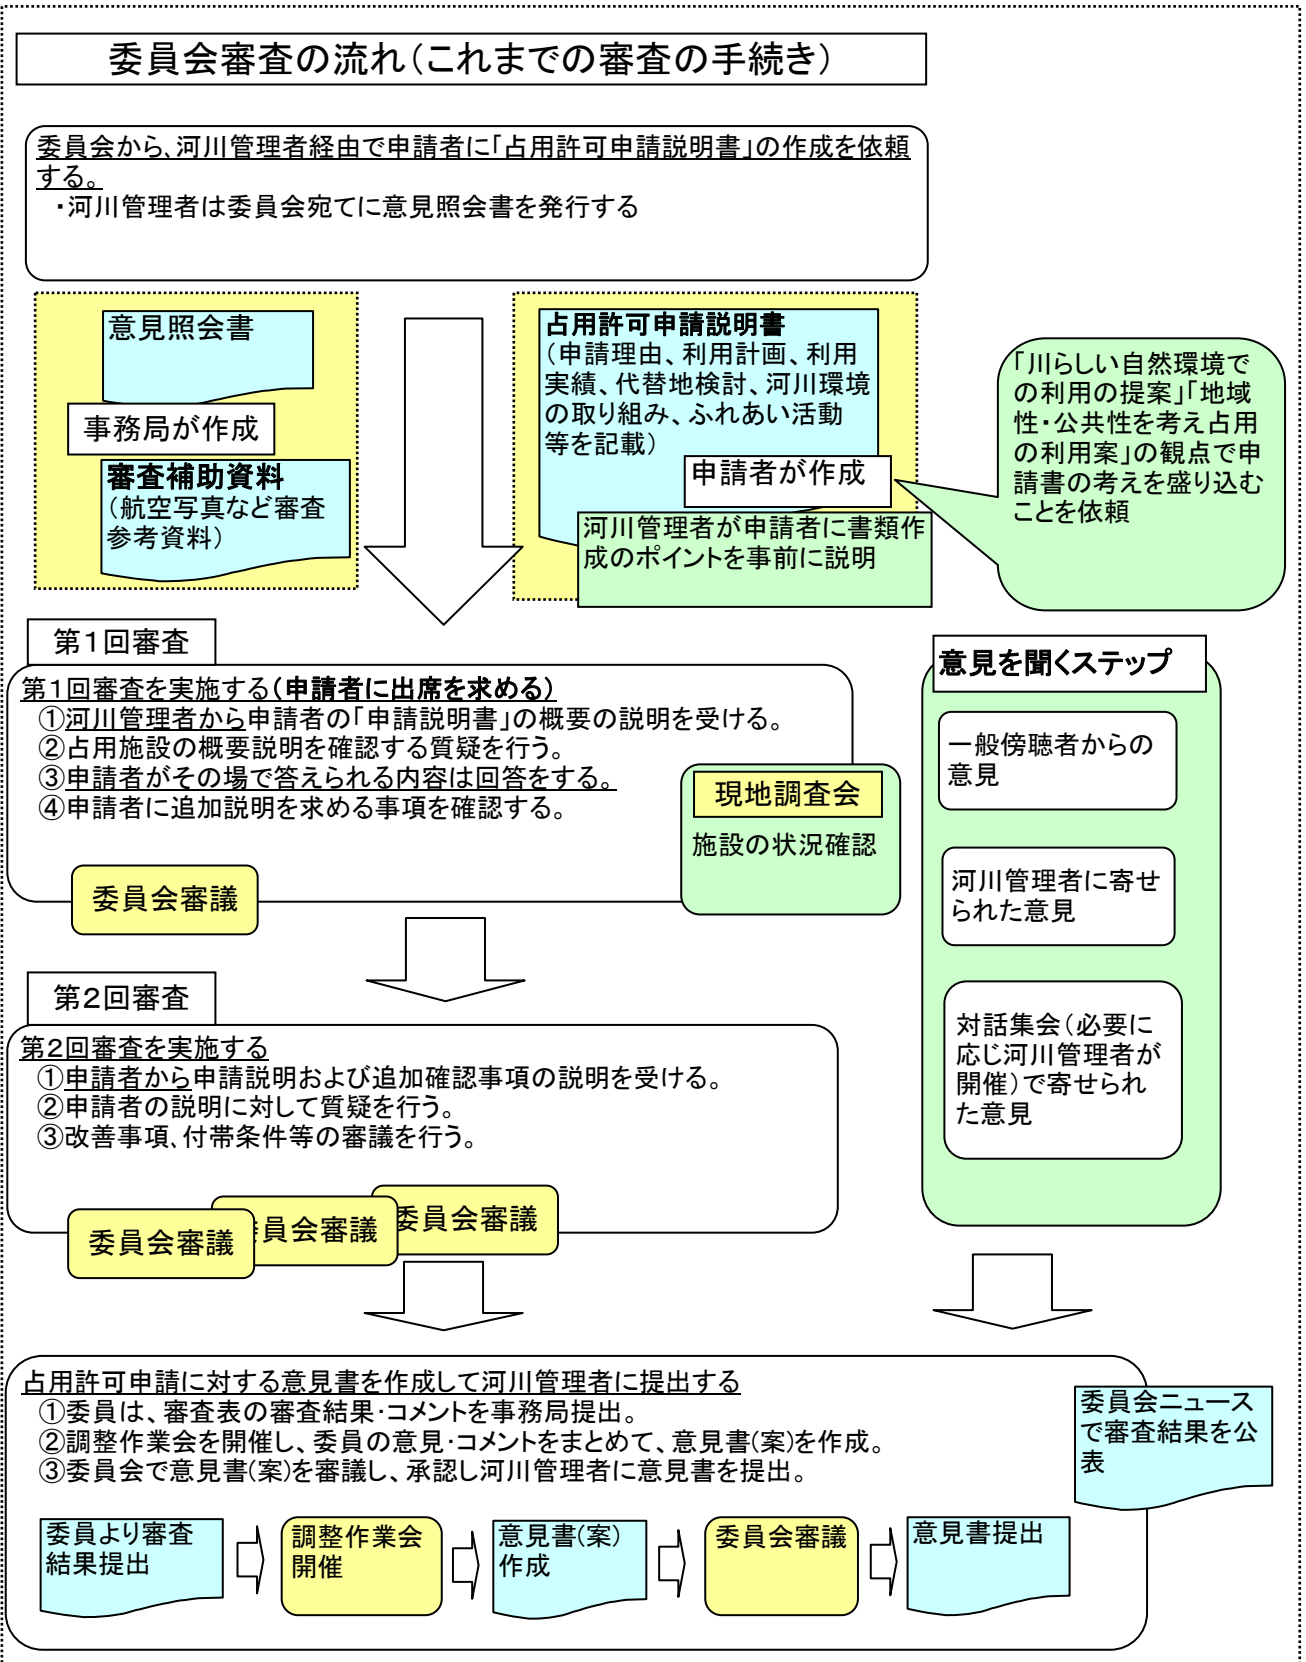 委員会審査の流れ（これまでの審査の手続き）
委員会から、河川管理者経由で申請者に「占用許可申請説明書」の作成を依頼
する。
・河川管理者は委員会宛てに意見照会書を発行する
意見照会書
事務局が作成
審査補助資料
（航空写真など審査
参考資料）
占用許可申請説明書
（申請理由、利用計画、利用
実績、代替地検討、河川環境
の取り組み、ふれあい活動
等を記載）
申請者が作成
河川管理者が申請者に書類作
成のポイントを事前に説明
「川らしい自然環境で
の利用の提案」「地域
性・公共性を考え占用
の利用案」の観点で申
請書の考えを盛り込む
ことを依頼
第１回審査
第１回審査を実施する（申請者に出席を求める）
①河川管理者から申請者の「申請説明書」の概要の説明を受ける。
②占用施設の概要説明を確認する質疑を行う。
③申請者がその場で答えられる内容は回答をする。
④申請者に追加説明を求める事項を確認する。
現地調査会
施設の状況確認
委員会審議
意見を聞くステップ
一般傍聴者からの
意見
河川管理者に寄せ
られた意見
対話集会（必要に
応じ河川管理者が
開催）で寄せられ
た意見
第２回審査
第２回審査を実施する
①申請者から申請説明および追加確認事項の説明を受ける。
②申請者の説明に対して質疑を行う。
③改善事項、付帯条件等の審議を行う。
委員会審議
員会審議
委員会審議
占用許可申請に対する意見書を作成して河川管理者に提出する
①委員は、審査表の審査結果・コメントを事務局提出。
②調整作業会を開催し、委員の意見・コメントをまとめて、意見書(案)を作成。
③委員会で意見書(案)を審議し、承認し河川管理者に意見書を提出。
委員会ニュース
で審査結果を公
表
委員より審査
結果提出
調整作業会
開催
意見書(案)
作成
委員会審議
意見書提出